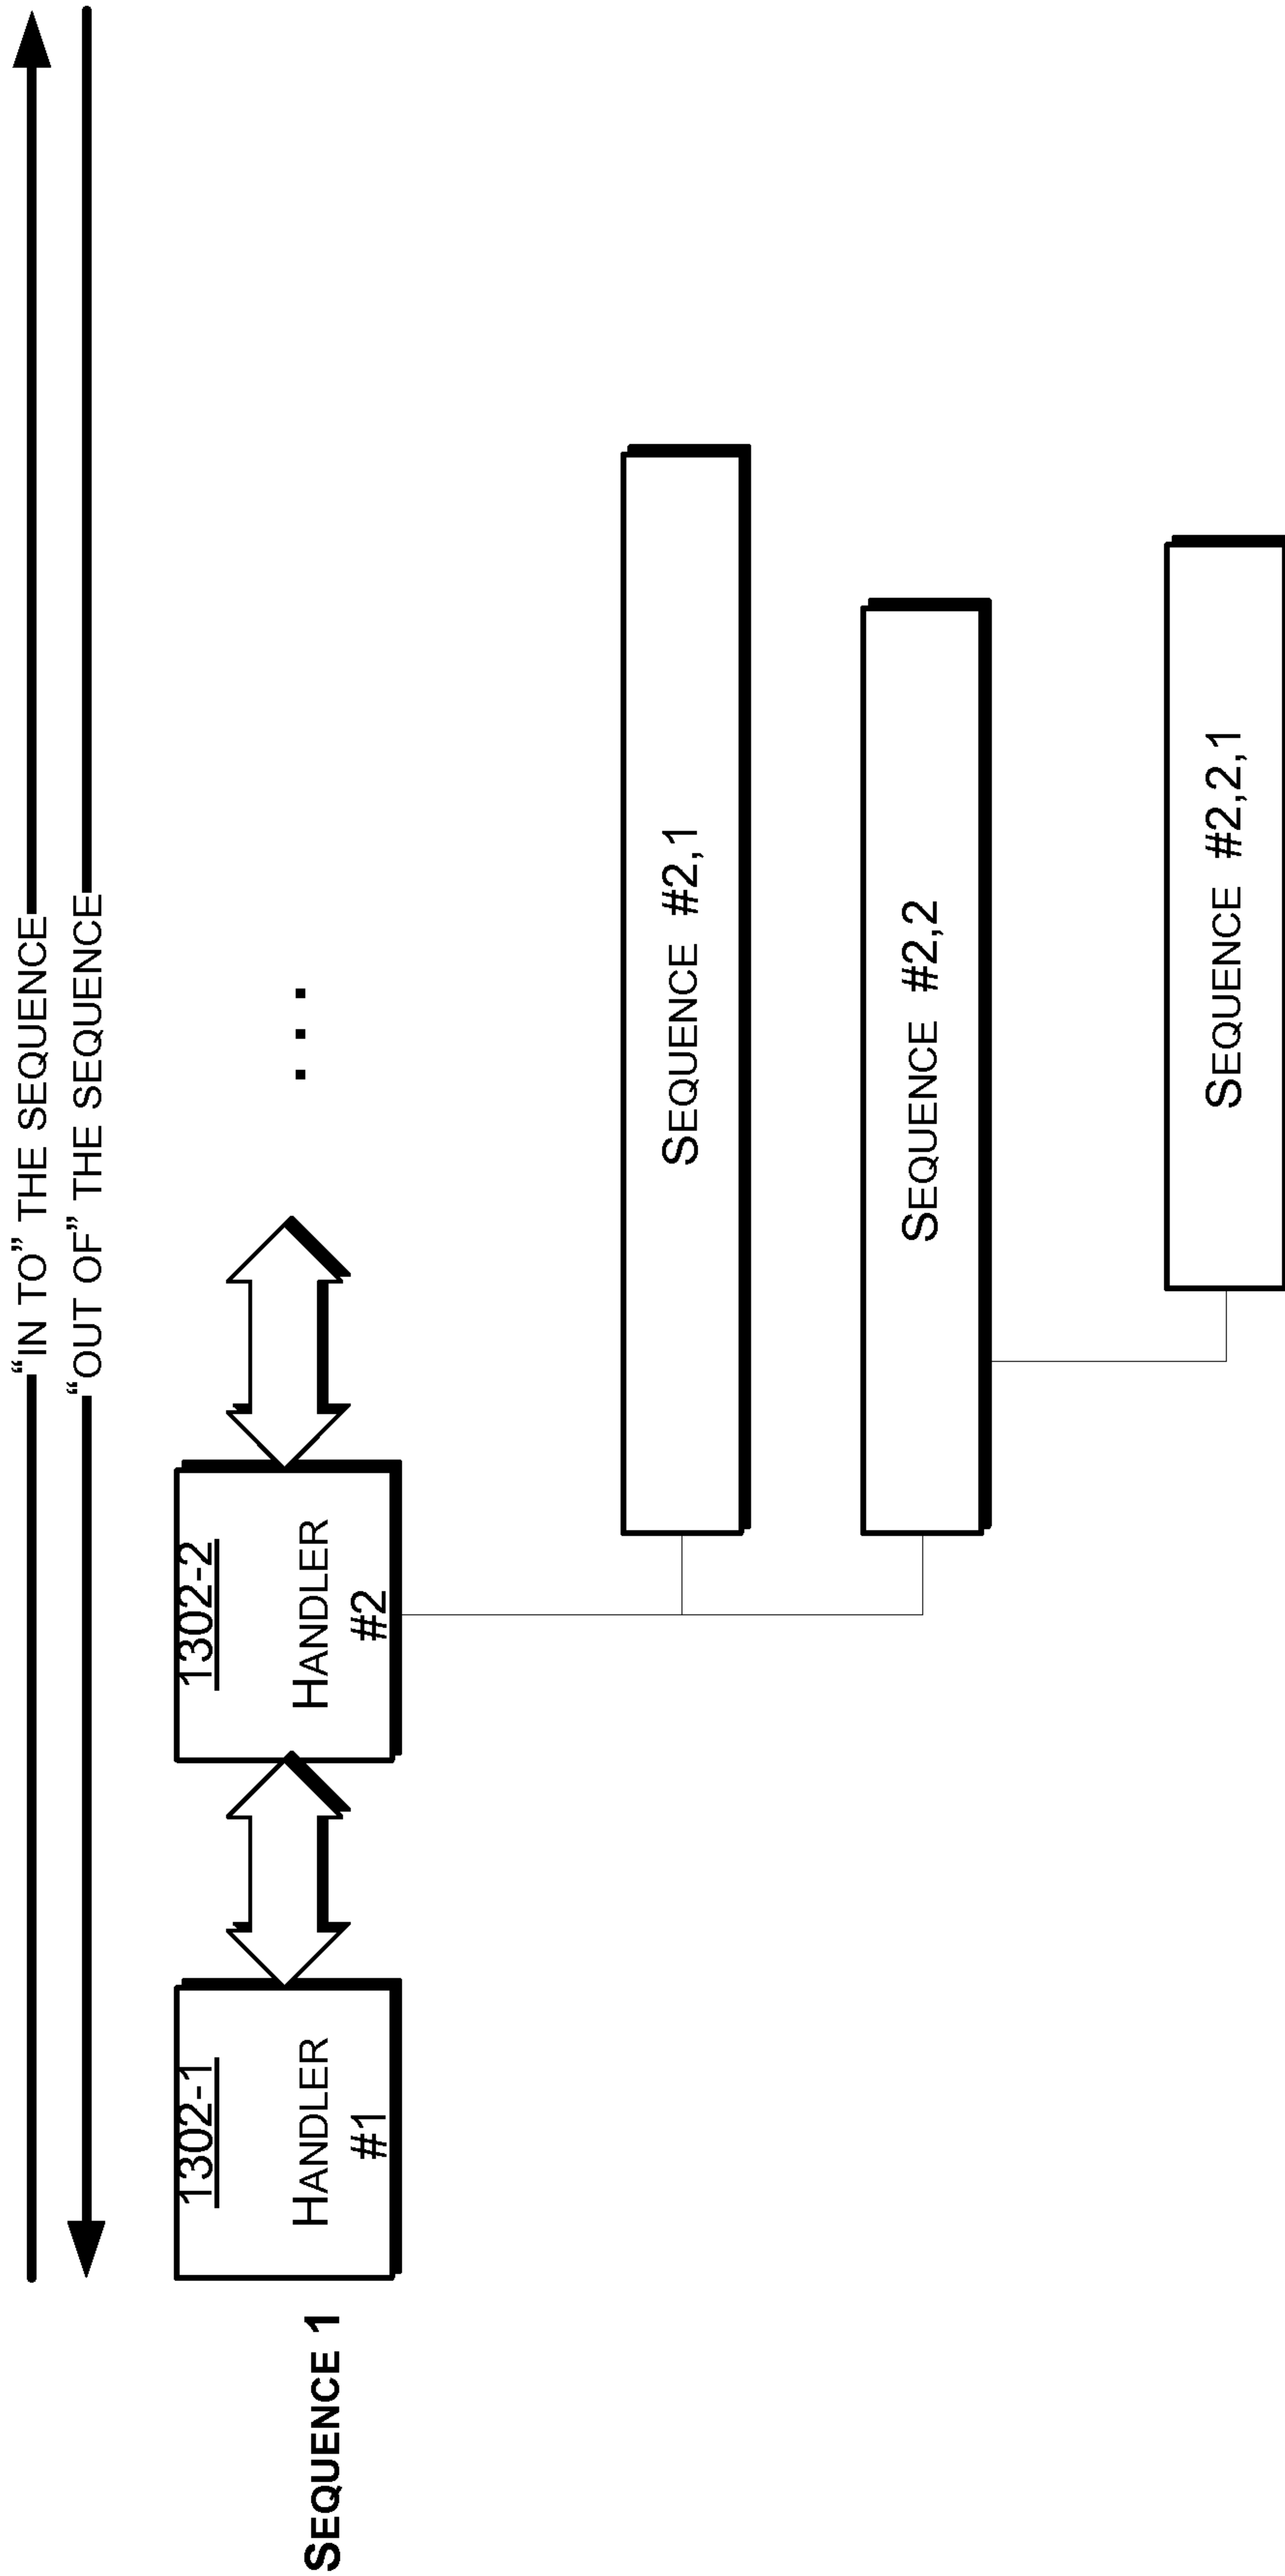 “IN TO” THE SEQUENCE
“OUT OF” THE SEQUENCE
SEQUENCE 1
1302-1
HANDLER
#1
1302-2
HANDLER
#2
. . .
SEQUENCE #2,1
SEQUENCE #2,2
SEQUENCE #2,2,1